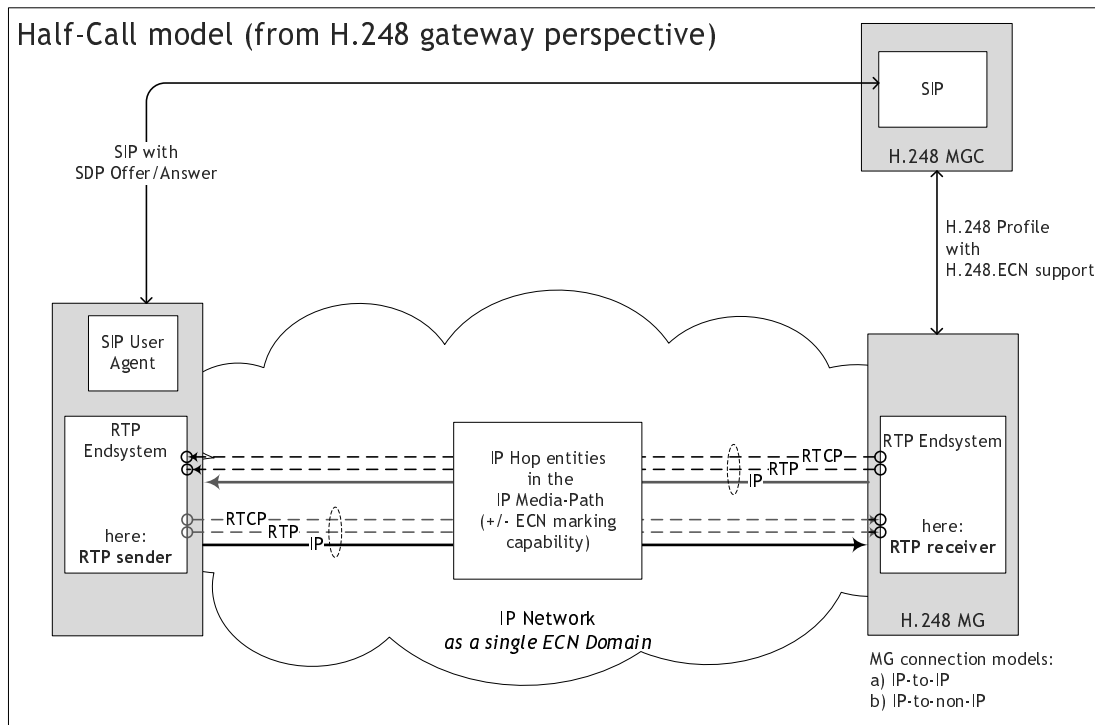 Half-Call model (from H.248 gateway perspective)
SIP
H.248 MGC
SIP with
SDP Offer/Answer
H.248 Profile
with
H.248.ECN support
SIP User
Agent
RTP
Endsystem
here:
RTP sender
IP Hop entities
in the
IP Media-Path
(+/- ECN marking
capability)
RTCP
RTP
IP
RTCP
RTP
IP
RTP Endsystem
here:
RTP receiver
H.248 MG
IP Network
as a single ECN Domain
MG connection models:
a) IP-to-IP
b) IP-to-non-IP